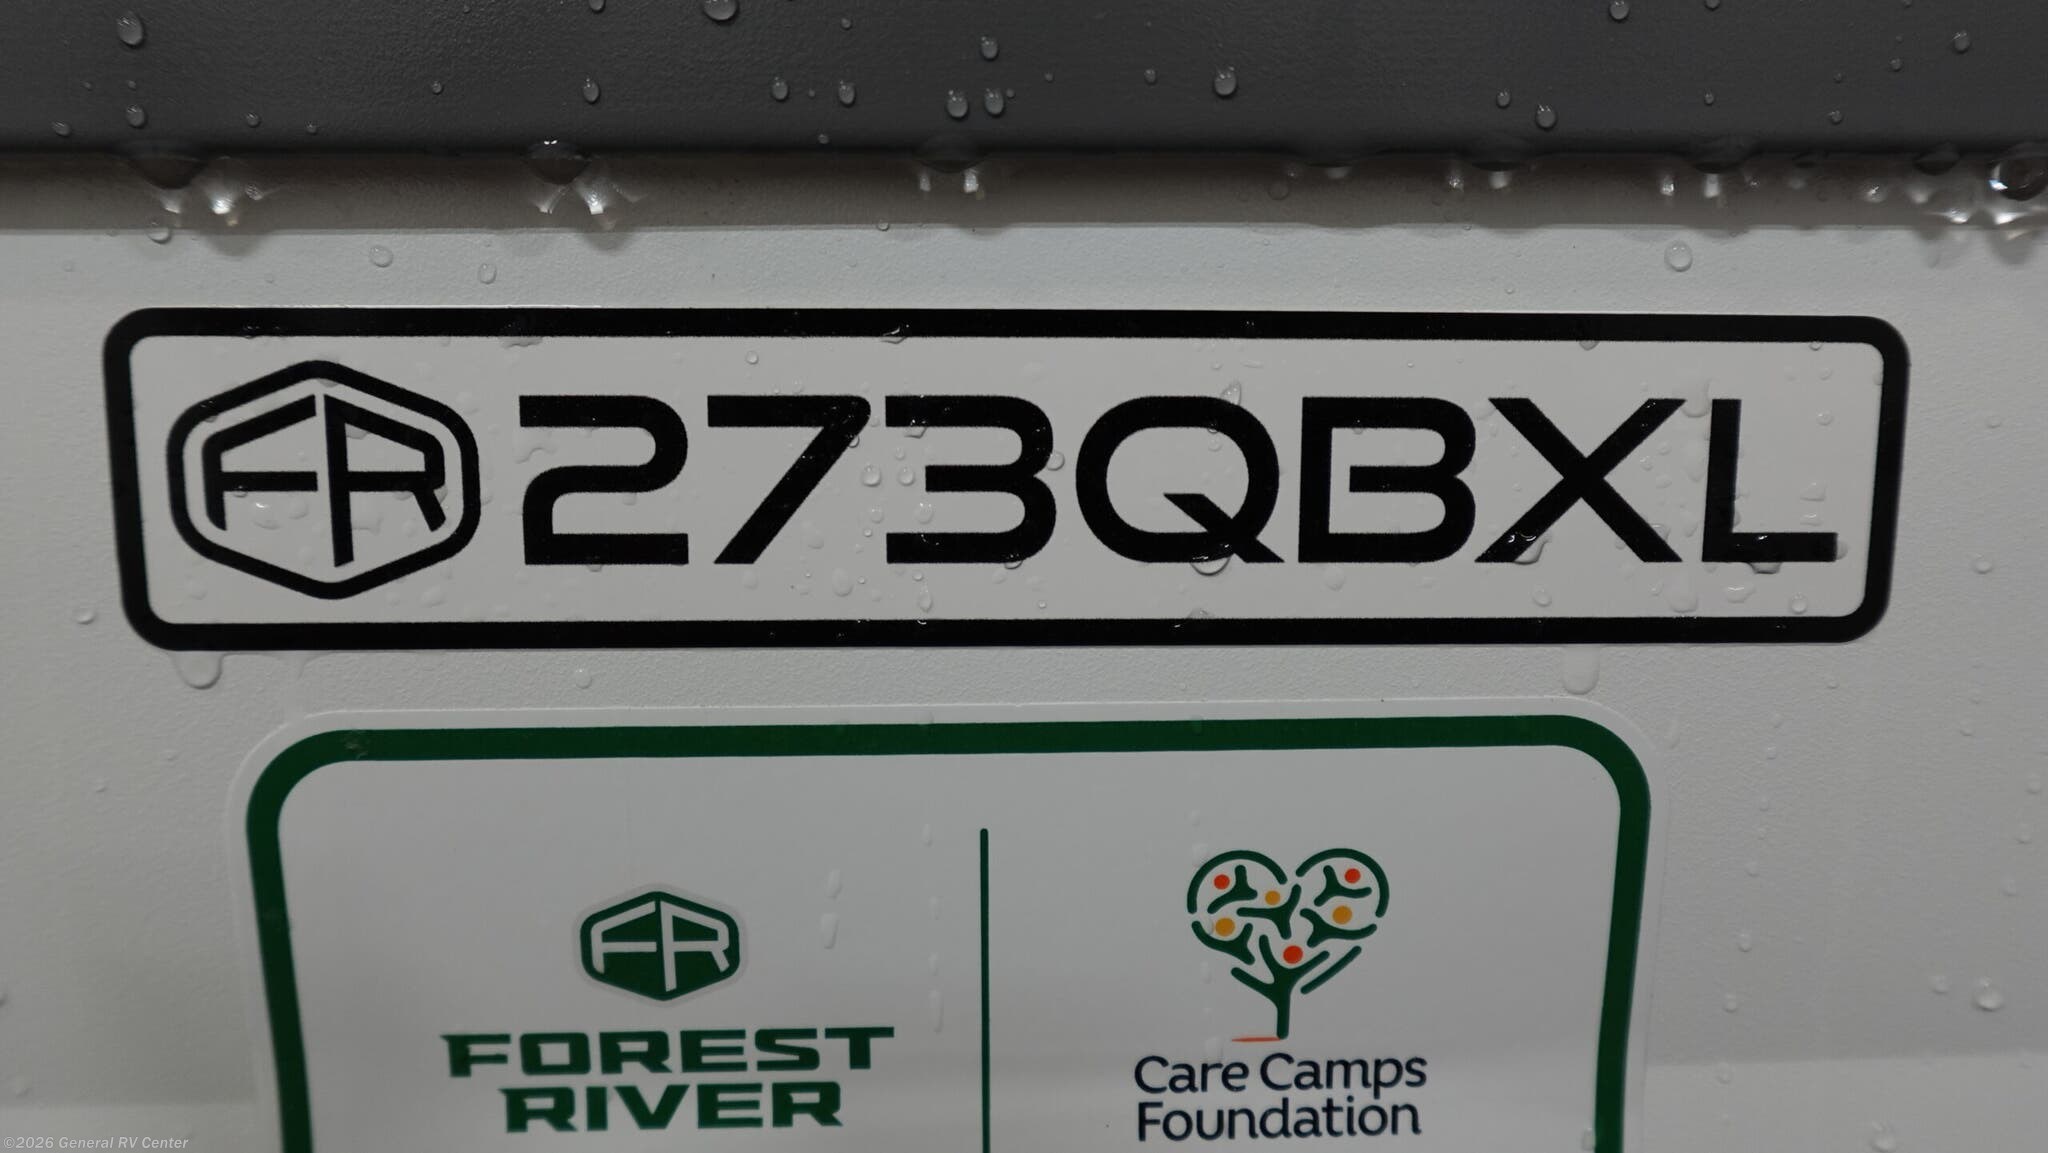 FR 273QBXL
FR
FOREST
RIVER
Care Camps
Foundation
©2026 General RV Center